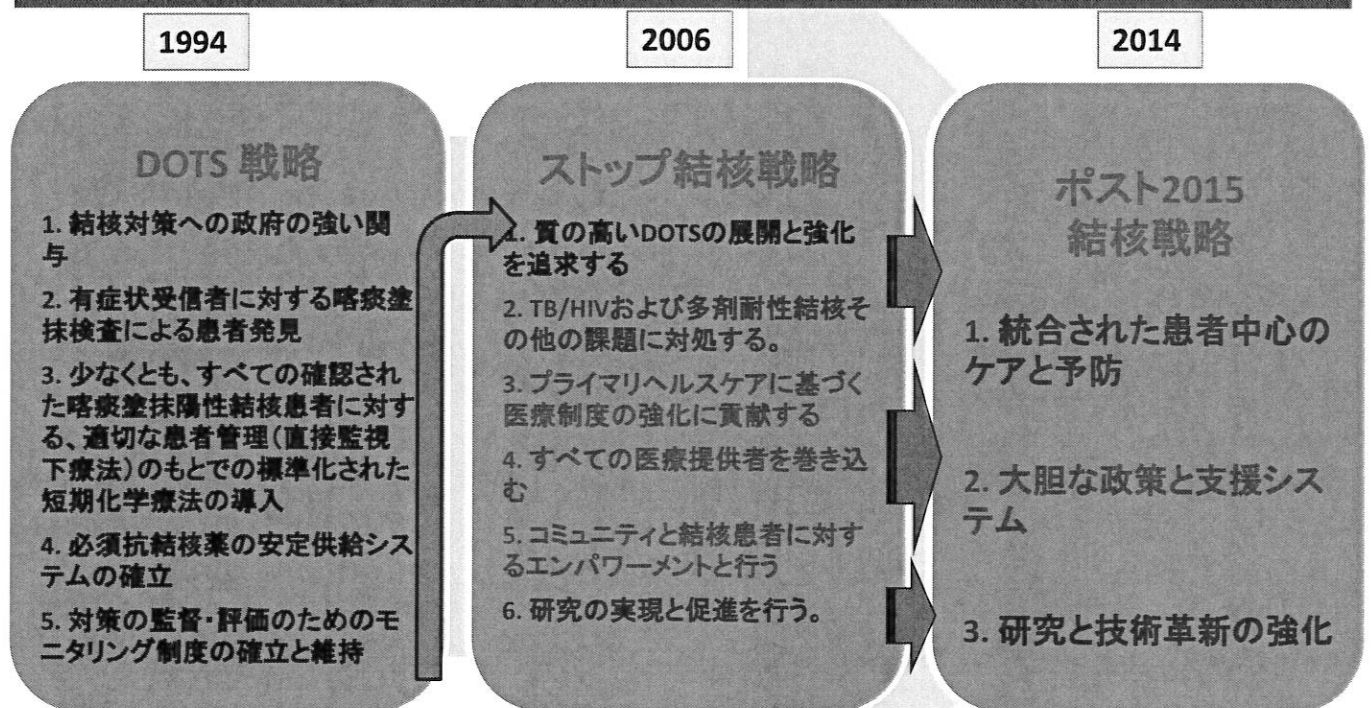 1994
2006
2014
DOTS 戦略
1. 結核対策への政府の強い関
与
2. 有症状受信者に対する喀痰塗
抹検査による患者発見
3. 少なくとも、すべての確認され
た喀痰塗抹陽性結核患者に対す
る、適切な患者管理(直接監視
下療法)のもとでの標準化された
短期化学療法の導入
4. 必須抗結核薬の安定供給シス
テムの確立
5. 対策の監督・評価のためのモ
ニタリング制度の確立と維持
ストップ結核戦略
1. 質の高いDOTSの展開と強化
を追求する
2. TB/HIVおよび多剤耐性結核そ
の他の課題に対処する。
3. プライマリヘルスケアに基づく
医療制度の強化に貢献する
4. すべての医療提供者を巻き込
む
5. コミュニティと結核患者に対す
るエンパワーメントと行う
6. 研究の実現と促進を行う。
ポスト2015
結核戦略
1. 統合された患者中心の
ケアと予防
2. 大胆な政策と支援シス
テム
3. 研究と技術革新の強化